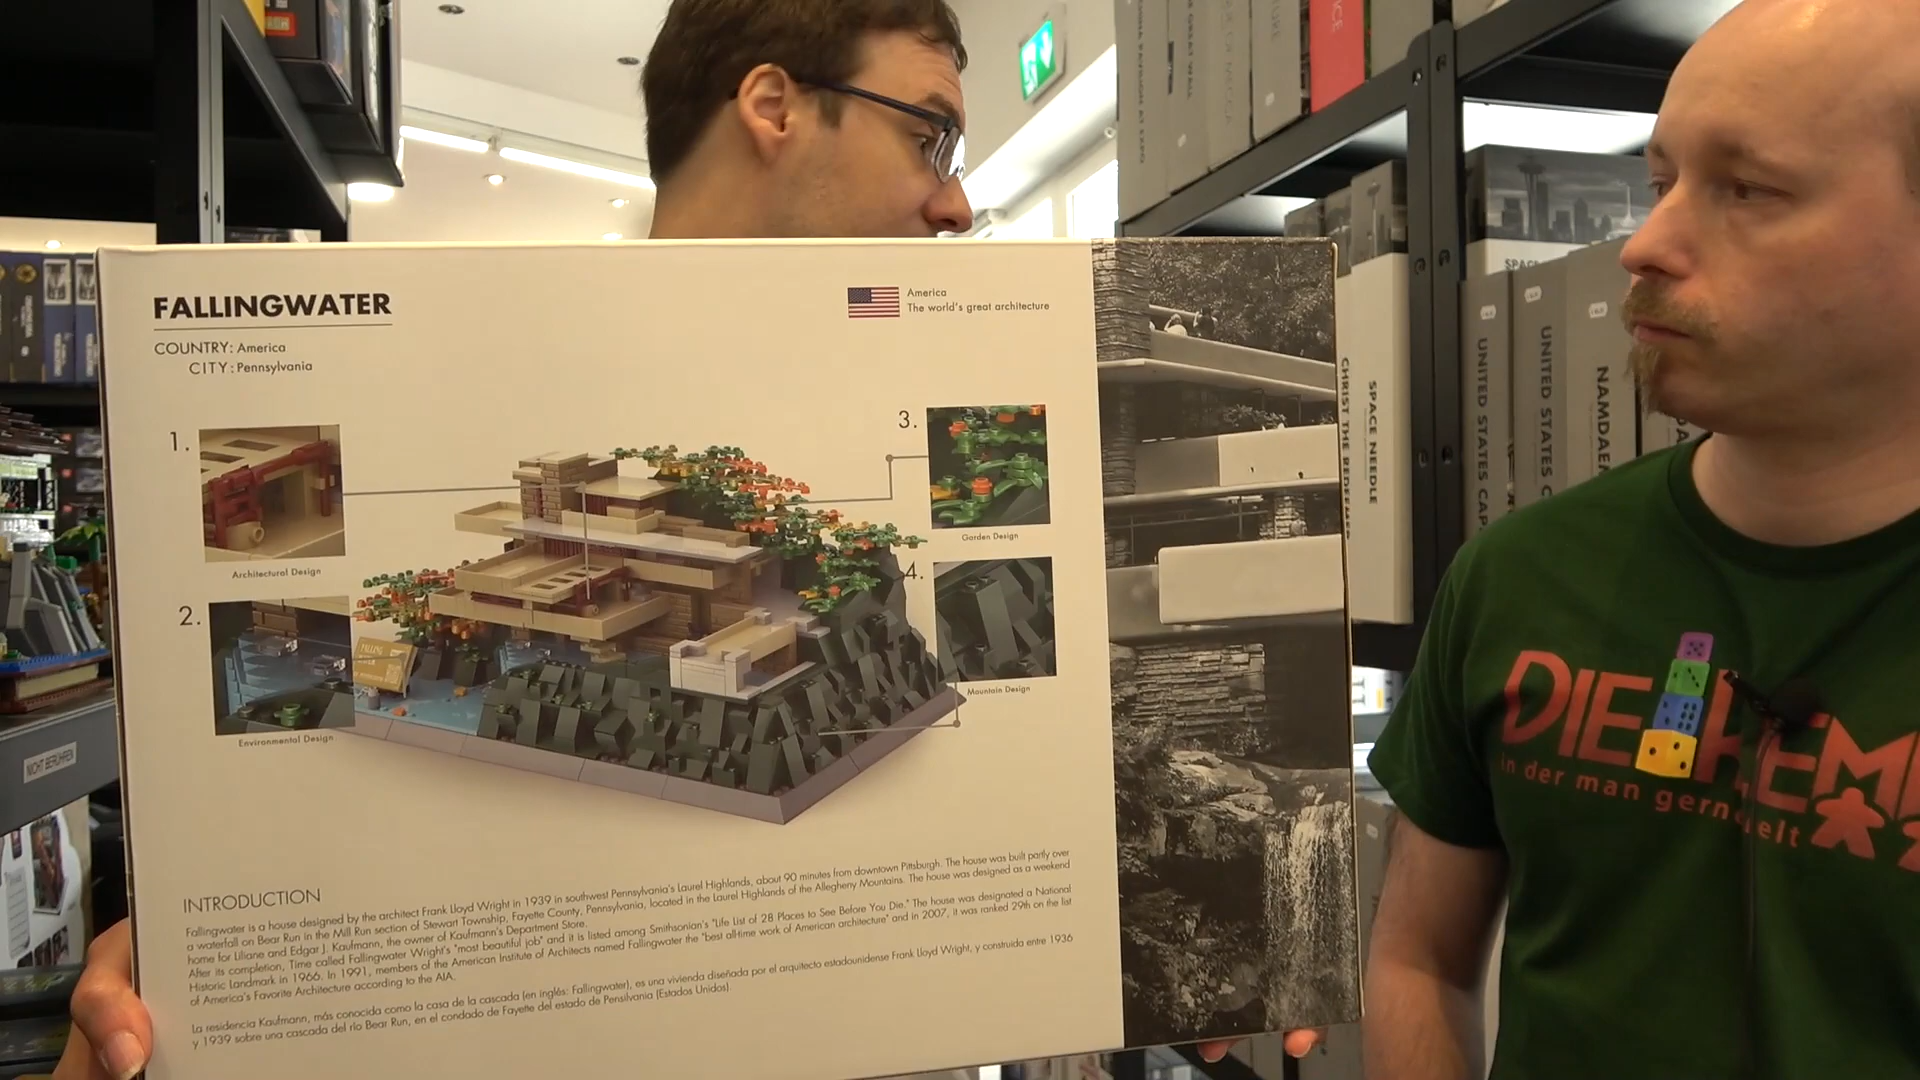 FALLINGWATER
COUNTRY: America
CITY: Pennsylvania
America
The world's great architecture
1.
Architectural Design
2.
Environmental Design
3.
Garden Design
4.
Mountain Design
FALLING
INTRODUCTION
Fallingwater is a house designed by the architect Frank Lloyd Wright in 1939 in southwest Pennsylvania's Laurel Highlands, about 90 minutes from downtown Pittsburgh. The house was built partly over
a waterfall on Bear Run in the Mill Run section of Stewart Township, Fayette County, Pennsylvania, located in the Laurel Highlands of the Allegheny Mountains. The house was designed as a weekend
home for Liliane and Edgar J. Kaufmann, the owner of Kaufmann's Department Store.
After its completion, Time called Fallingwater Wright's "most beautiful job" and it is listed among Smithsonian's "Life List of 28 Places to See Before You Die." The house was designated a National
Historic Landmark in 1966. In 1991, members of the American Institute of Architects named Fallingwater the "best all-time work of American architecture" and in 2007, it was ranked 29th on the list
of America's Favorite Architecture according to the AIA.
La residencia Kaufmann, más conocida como la casa de la cascada (en inglés: Fallingwater), es una vivienda diseñada por el arquitecto estadounidense Frank Lloyd Wright, y construida entre 1936
y 1939 sobre una cascada del río Bear Run, en el condado de Fayette del estado de Pensilvania (Estados Unidos).
NICHT BERÜHREN
CHRIST THE REDEEMER
SPACE NEEDLE
SPACE
UNITED STATES CAP
UNITED STATES C
NAMDAEM
DIE
in der man gern
elt